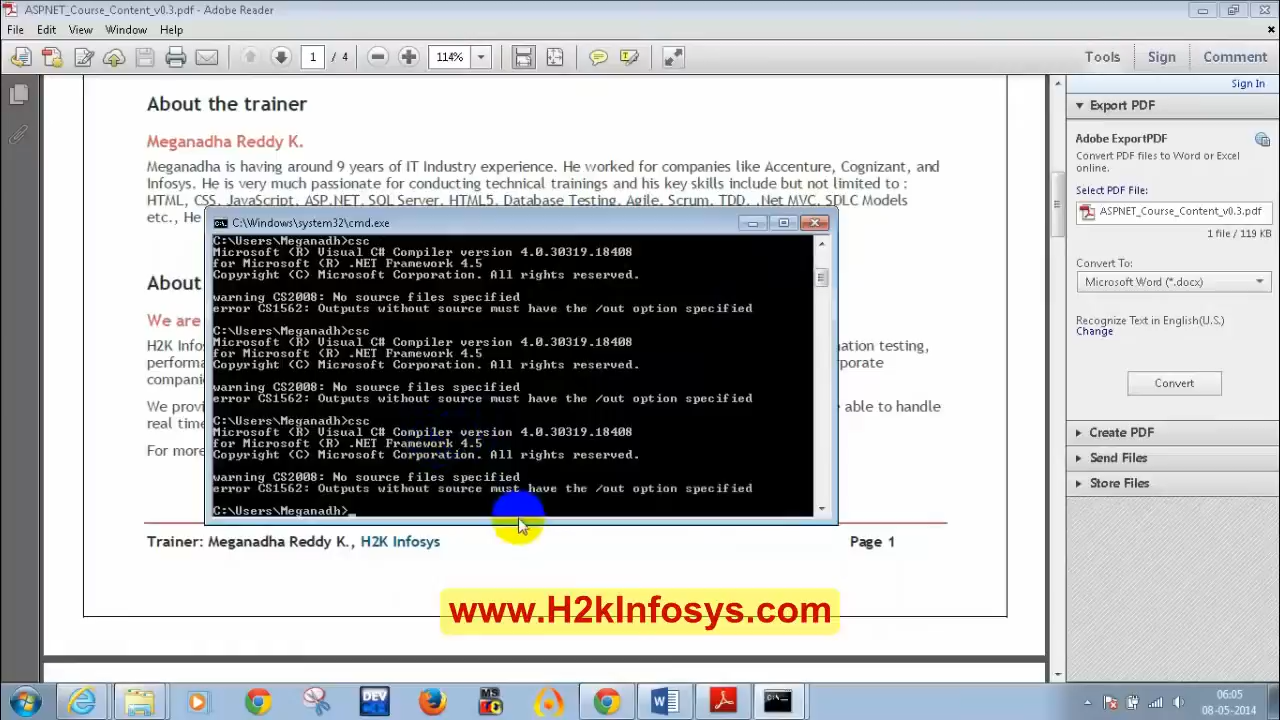 ASPNET_Course_Content_v0.3.pdf - Adobe Reader
File Edit View Window Help
1 / 4 114% Tools Sign Comment
Sign In
About the trainer
Meganadha Reddy K.
Meganadha is having around 9 years of IT Industry experience. He worked for companies like Accenture, Cognizant, and
Infosys. He is very much passionate for conducting technical trainings and his key skills include but not limited to :
HTML, CSS, JavaScript, ASP.NET, SQL Server, HTML5, Database Testing, Agile, Scrum, TDD, .Net MVC, SDLC Models
etc., He
About
We are
H2K Infos
performa
compani
We provi
real time
For more
mation testing,
rporate
able to handle
C:\Windows\system32\cmd.exe
C:\Users\Meganadh>csc
Microsoft (R) Visual C# Compiler version 4.0.30319.18408
for Microsoft (R) .NET Framework 4.5
Copyright (C) Microsoft Corporation. All rights reserved.
warning CS2008: No source files specified
error CS1562: Outputs without source must have the /out option specified
C:\Users\Meganadh>csc
Microsoft (R) Visual C# Compiler version 4.0.30319.18408
for Microsoft (R) .NET Framework 4.5
Copyright (C) Microsoft Corporation. All rights reserved.
warning CS2008: No source files specified
error CS1562: Outputs without source must have the /out option specified
C:\Users\Meganadh>csc
Microsoft (R) Visual C# Compiler version 4.0.30319.18408
for Microsoft (R) .NET Framework 4.5
Copyright (C) Microsoft Corporation. All rights reserved.
warning CS2008: No source files specified
error CS1562: Outputs without source must have the /out option specified
C:\Users\Meganadh>_
Trainer: Meganadha Reddy K., H2K Infosys Page 1
www.H2kInfosys.com
Export PDF
Adobe ExportPDF
Convert PDF files to Word or Excel
online.
Select PDF File:
ASPNET_Course_Content_v0.3.pdf
1 file / 119 KB
Convert To:
Microsoft Word (*.docx)
Recognize Text in English(U.S.)
Change
Convert
Create PDF
Send Files
Store Files
DEV
MS
06:05
08-05-2014